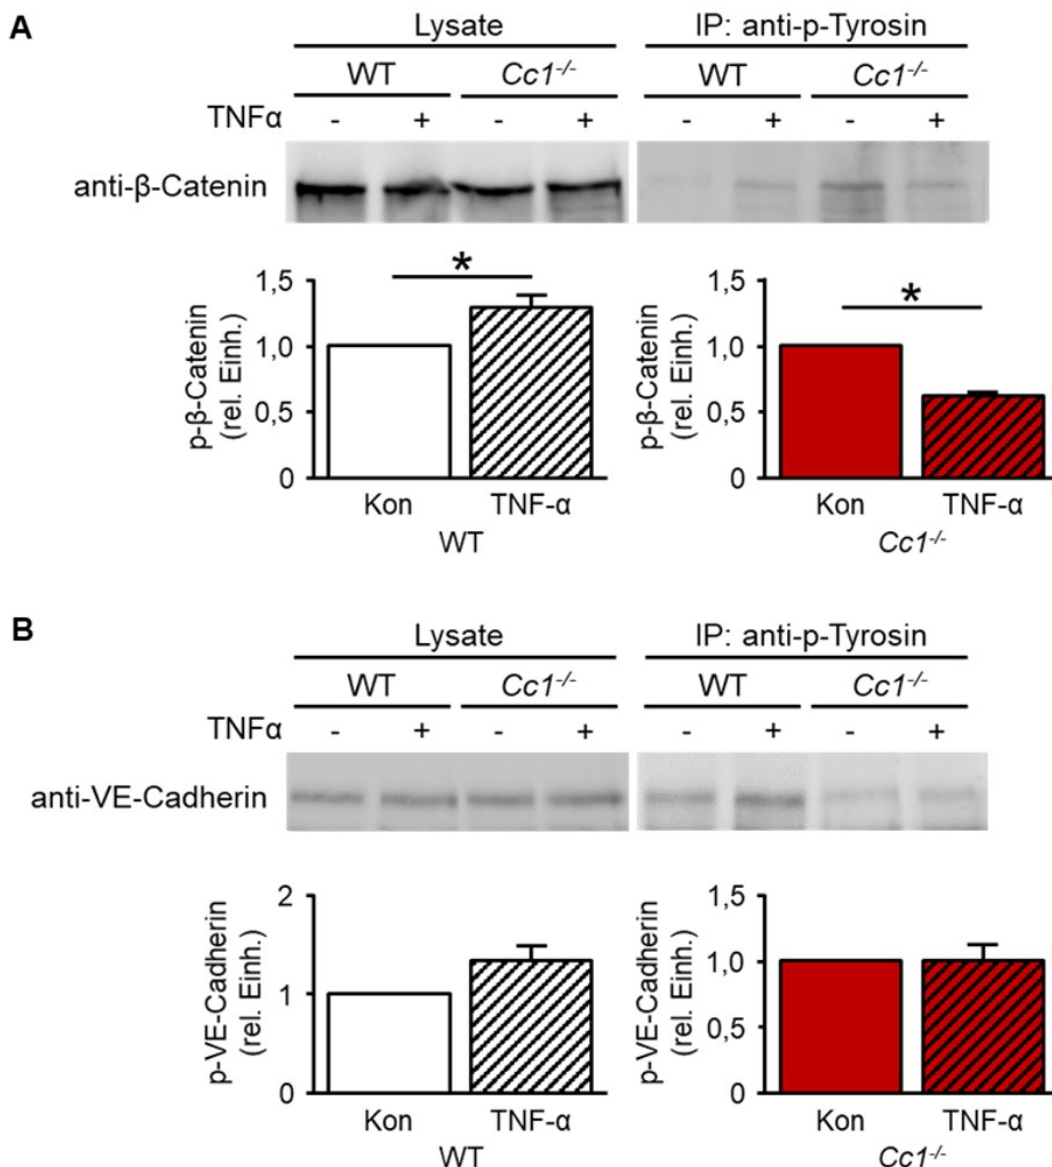 A
Lysate IP: anti-p-Tyrosin
WT Cc1-/- WT Cc1-/-
TNFα - + - + - + - +
anti-β-Catenin
p-β-Catenin
(rel. Einh.)
1,5
1,0
0,5
0
*
Kon TNF-α
WT
p-β-Catenin
(rel. Einh.)
1,5
1,0
0,5
0
*
Kon TNF-α
Cc1-/-
B
Lysate IP: anti-p-Tyrosin
WT Cc1-/- WT Cc1-/-
TNFα - + - + - + - +
anti-VE-Cadherin
p-VE-Cadherin
(rel. Einh.)
2
1
0
Kon TNF-α
WT
p-VE-Cadherin
(rel. Einh.)
1,5
1,0
0,5
0
Kon TNF-α
Cc1-/-